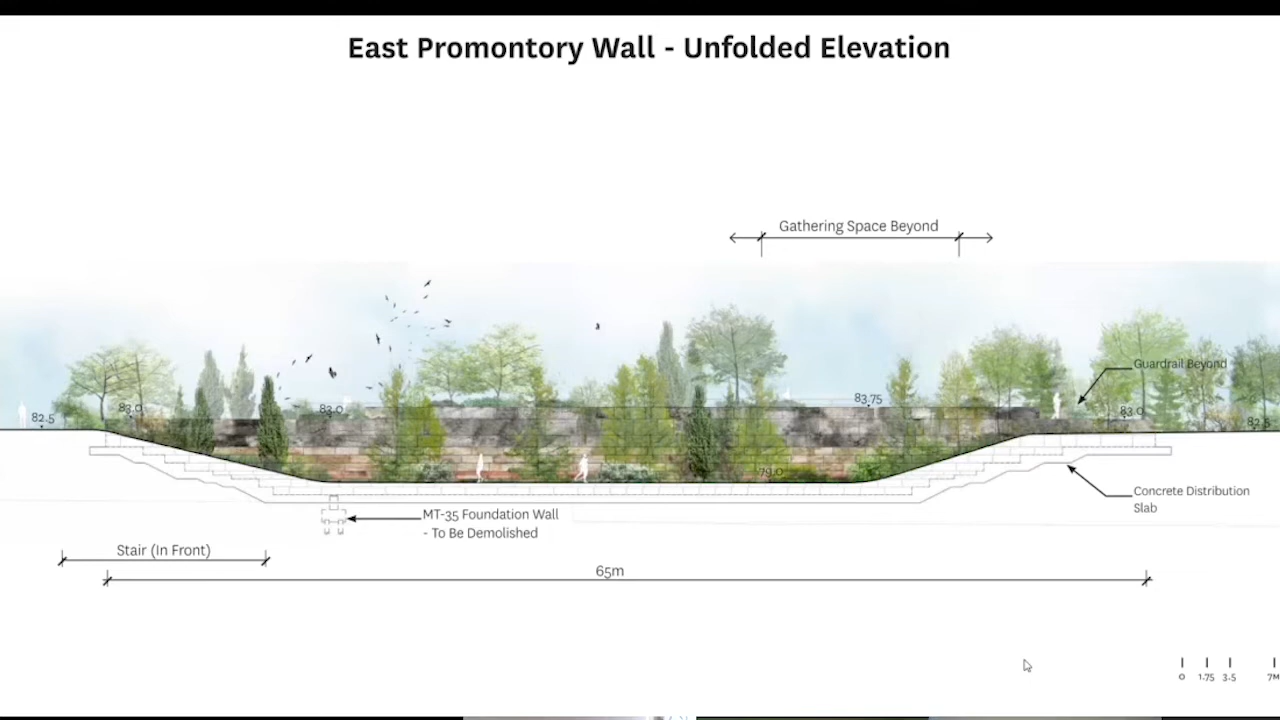 East Promontory Wall - Unfolded Elevation
Gathering Space Beyond
Guardrail Beyond
82.5
83.0
83.0
83.75
83.0
82.5
79.0
MT-35 Foundation Wall
- To Be Demolished
Concrete Distribution
Slab
Stair (In Front)
65m
0 1.75 3.5 7M